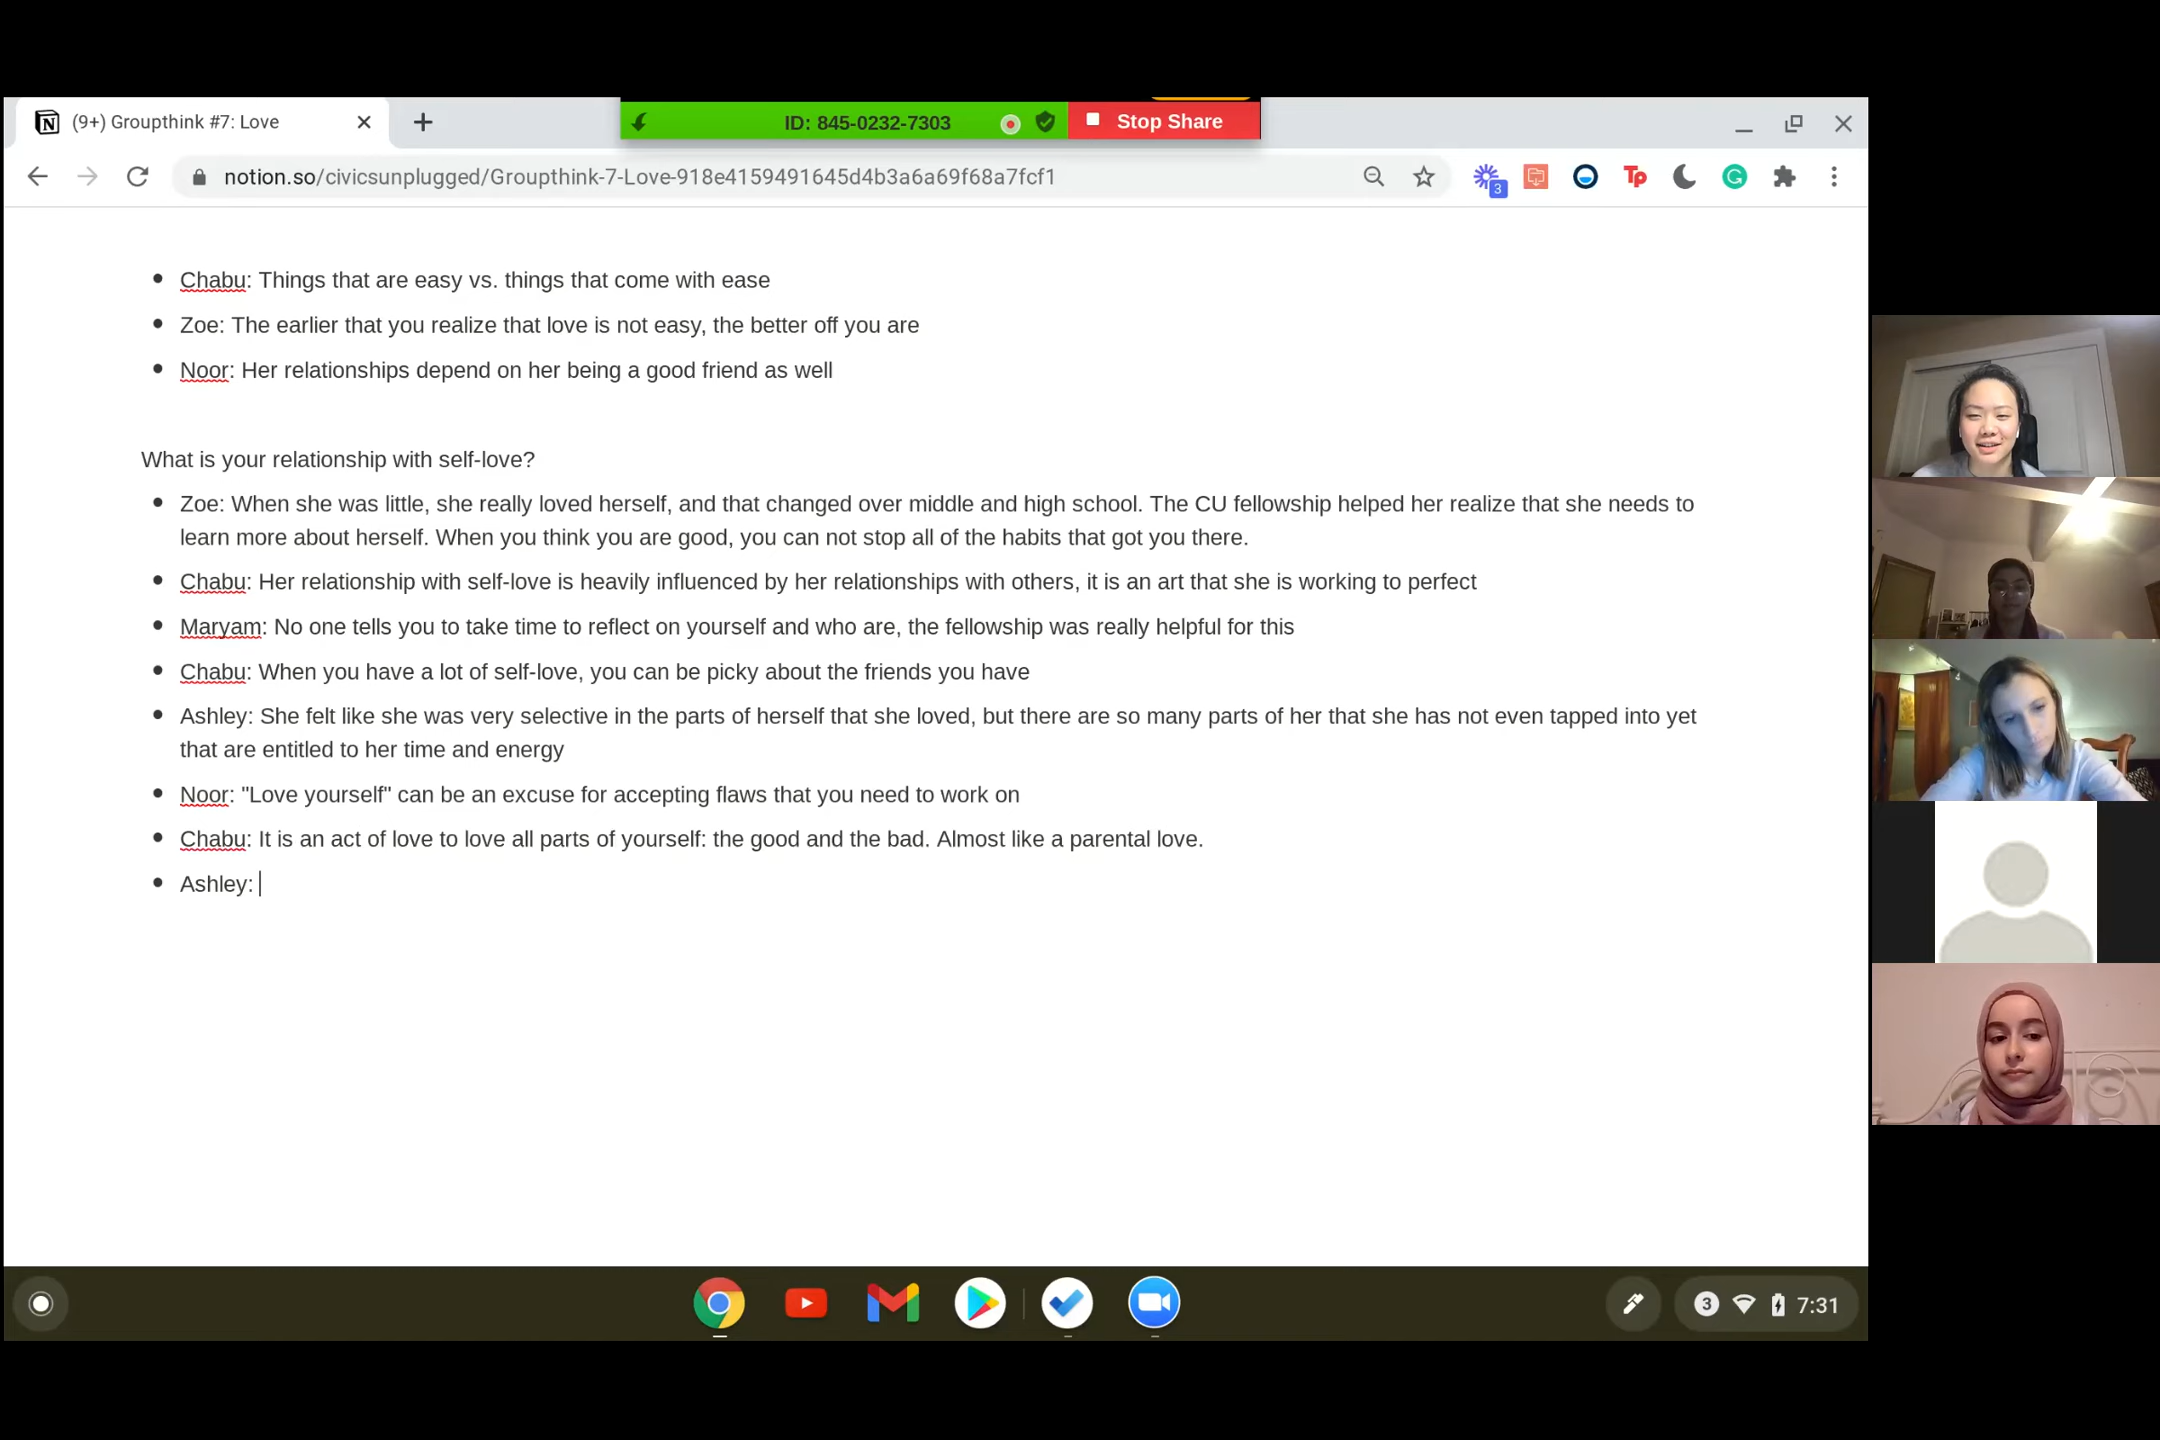 (9+) Groupthink #7: Love
ID: 845-0232-7303
Stop Share
notion.so/civicsunplugged/Groupthink-7-Love-918e4159491645d4b3a6a69f68a7fcf1
3
Tp
G
Chabu: Things that are easy vs. things that come with ease
Zoe: The earlier that you realize that love is not easy, the better off you are
Noor: Her relationships depend on her being a good friend as well
What is your relationship with self-love?
Zoe: When she was little, she really loved herself, and that changed over middle and high school. The CU fellowship helped her realize that she needs to
learn more about herself. When you think you are good, you can not stop all of the habits that got you there.
Chabu: Her relationship with self-love is heavily influenced by her relationships with others, it is an art that she is working to perfect
Maryam: No one tells you to take time to reflect on yourself and who are, the fellowship was really helpful for this
Chabu: When you have a lot of self-love, you can be picky about the friends you have
Ashley: She felt like she was very selective in the parts of herself that she loved, but there are so many parts of her that she has not even tapped into yet
that are entitled to her time and energy
Noor: "Love yourself" can be an excuse for accepting flaws that you need to work on
Chabu: It is an act of love to love all parts of yourself: the good and the bad. Almost like a parental love.
Ashley:
3
7:31